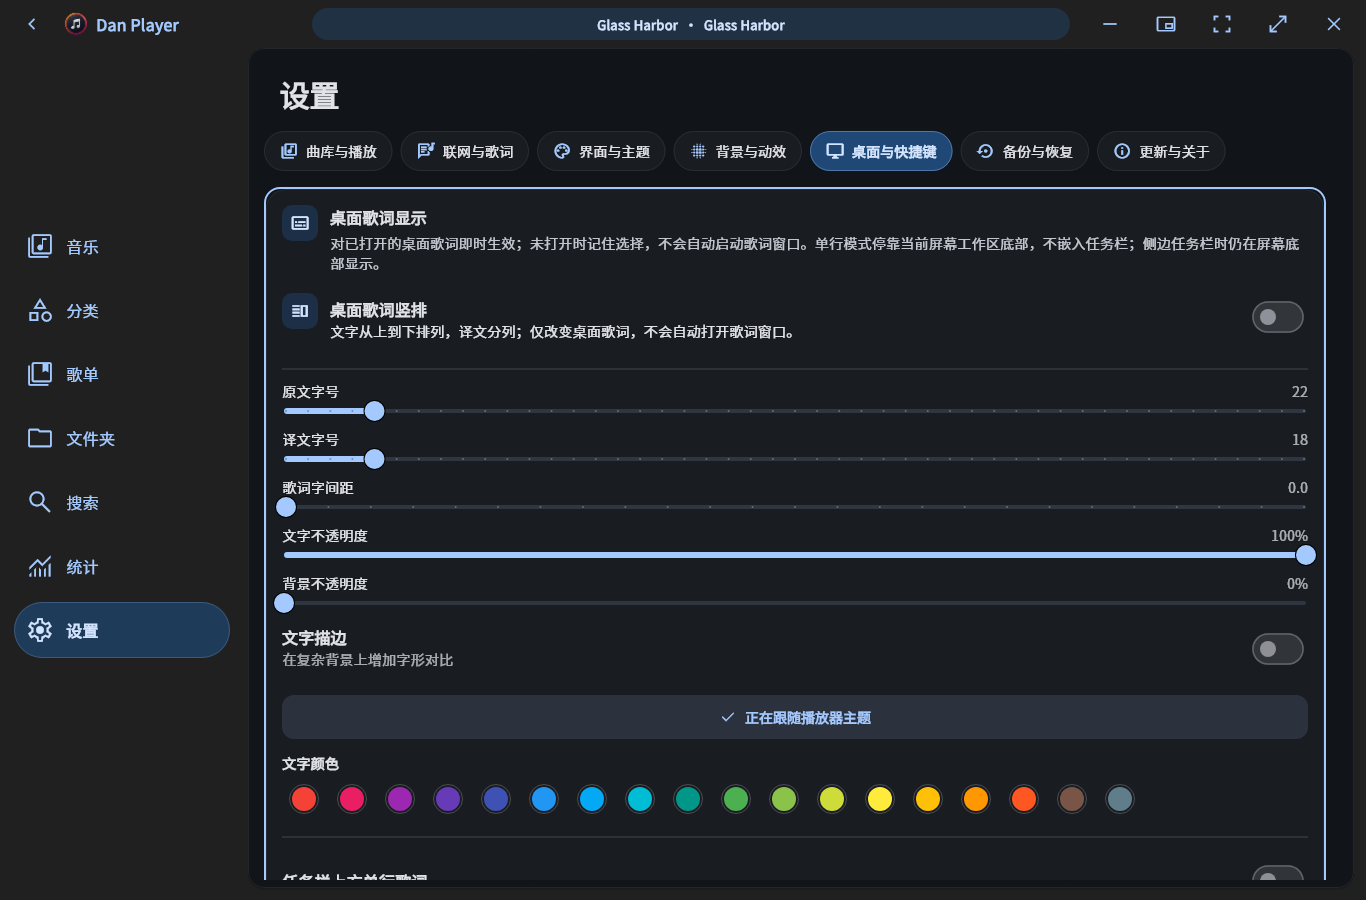 Dan Player
Glass Harbor • Glass Harbor
设置
曲库与播放
联网与歌词
界面与主题
背景与动效
桌面与快捷键
备份与恢复
更新与关于
音乐
分类
歌单
文件夹
搜索
统计
设置
桌面歌词显示
对已打开的桌面歌词即时生效；未打开时记住选择，不会自动启动歌词窗口。单行模式停靠当前屏幕工作区底部，不嵌入任务栏；侧边任务栏时仍在屏幕底
部显示。
桌面歌词竖排
文字从上到下排列，译文分列；仅改变桌面歌词，不会自动打开歌词窗口。
原文字号 22
译文字号 18
歌词字间距 0.0
文字不透明度 100%
背景不透明度 0%
文字描边
在复杂背景上增加字形对比
正在跟随播放器主题
文字颜色
任务栏上方单行歌词